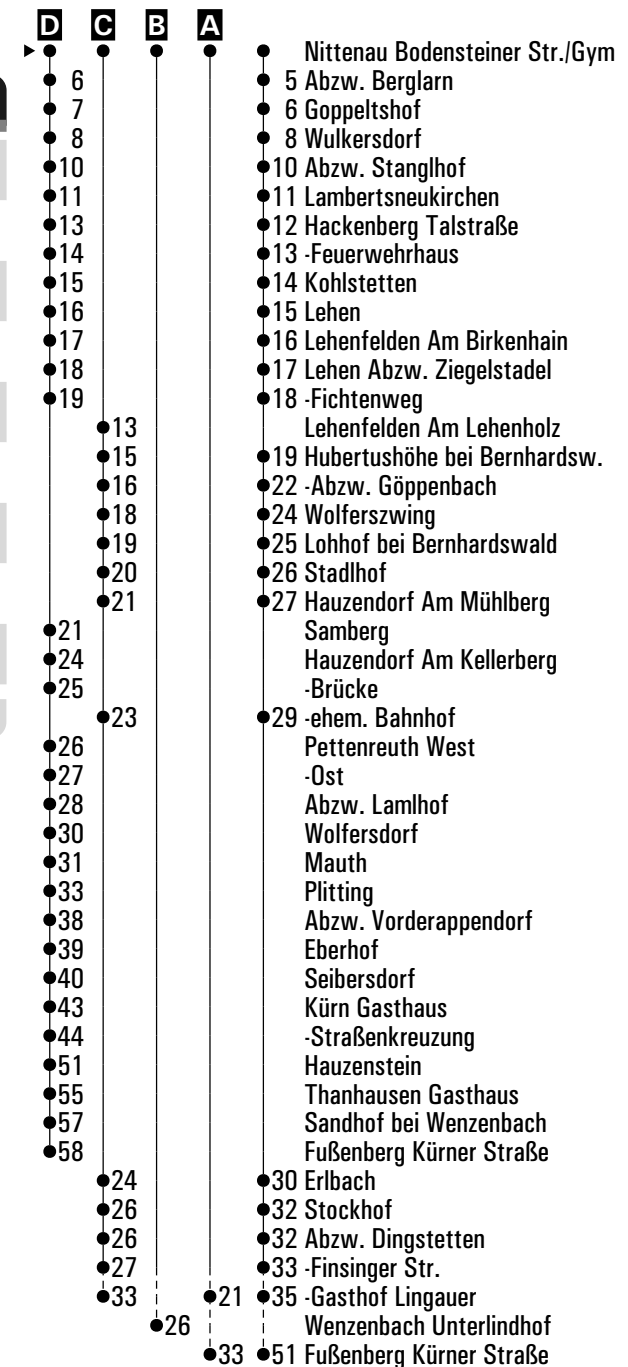 D C B A
Nittenau Bodensteiner Str./Gym
6 5 Abzw. Berglarn
7 6 Goppeltshof
8 8 Wulkersdorf
10 10 Abzw. Stanglhof
11 11 Lambertsneukirchen
13 12 Hackenberg Talstraße
14 13 -Feuerwehrhaus
15 14 Kohlstetten
16 15 Lehen
17 16 Lehenfelden Am Birkenhain
18 17 Lehen Abzw. Ziegelstadel
19 18 -Fichtenweg
13 Lehenfelden Am Lehenholz
15 19 Hubertushöhe bei Bernhardsw.
16 22 -Abzw. Göppenbach
18 24 Wolferszwing
19 25 Lohhof bei Bernhardswald
20 26 Stadlhof
21 27 Hauzendorf Am Mühlberg
21 Samberg
24 Hauzendorf Am Kellerberg
25 -Brücke
23 29 -ehem. Bahnhof
26 Pettenreuth West
27 -Ost
28 Abzw. Lamlhof
30 Wolfersdorf
31 Mauth
33 Plitting
38 Abzw. Vorderappendorf
39 Eberhof
40 Seibersdorf
43 Kürn Gasthaus
44 -Straßenkreuzung
51 Hauzenstein
55 Thanhausen Gasthaus
57 Sandhof bei Wenzenbach
58 Fußenberg Kürner Straße
24 30 Erlbach
26 32 Stockhof
26 32 Abzw. Dingstetten
27 33 -Finsinger Str.
33 21 35 -Gasthof Lingauer
26 Wenzenbach Unterlindhof
33 51 Fußenberg Kürner Straße